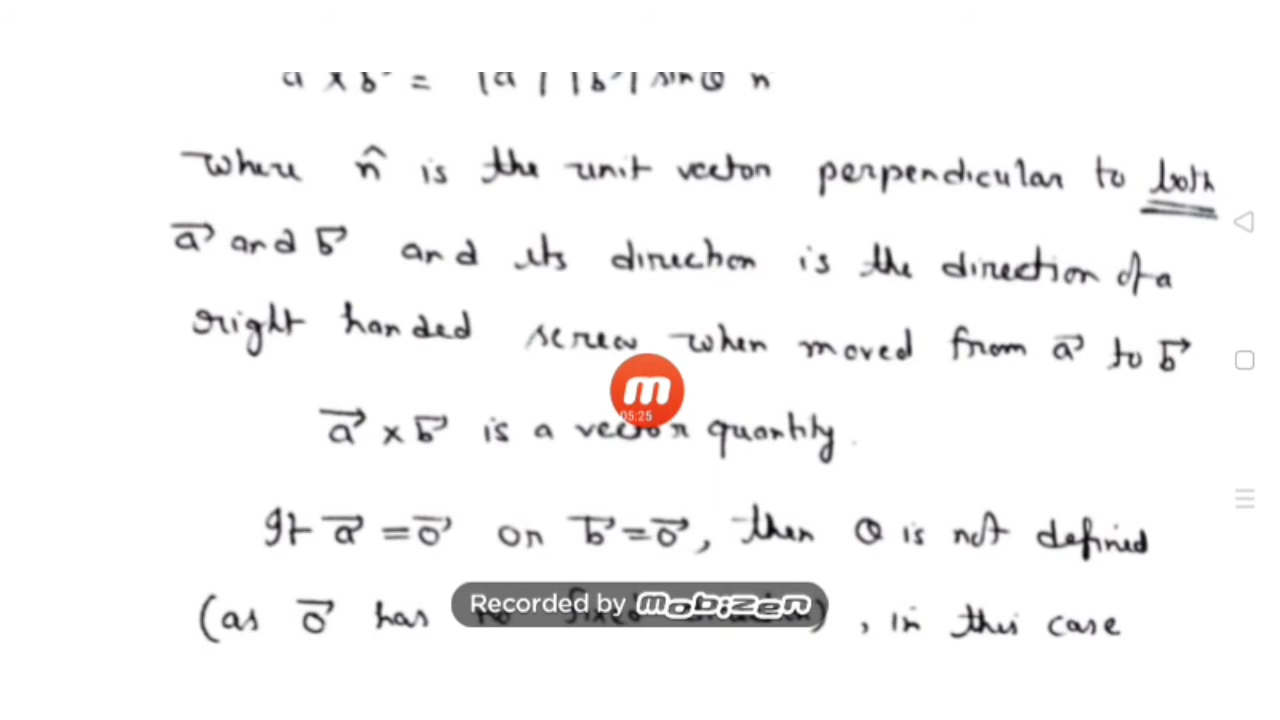 a⃗ × b⃗ = |a⃗| |b⃗| sinθ n̂
where n̂ is the unit vector perpendicular to both
a⃗ and b⃗ and its direction is the direction of a
right handed screw when moved from a⃗ to b⃗
05:25
a⃗ × b⃗ is a vector quantity.
If a⃗ = 0⃗ or b⃗ = 0⃗, then θ is not defined
Recorded by mobizen
(as 0⃗ has no fixed), in this case